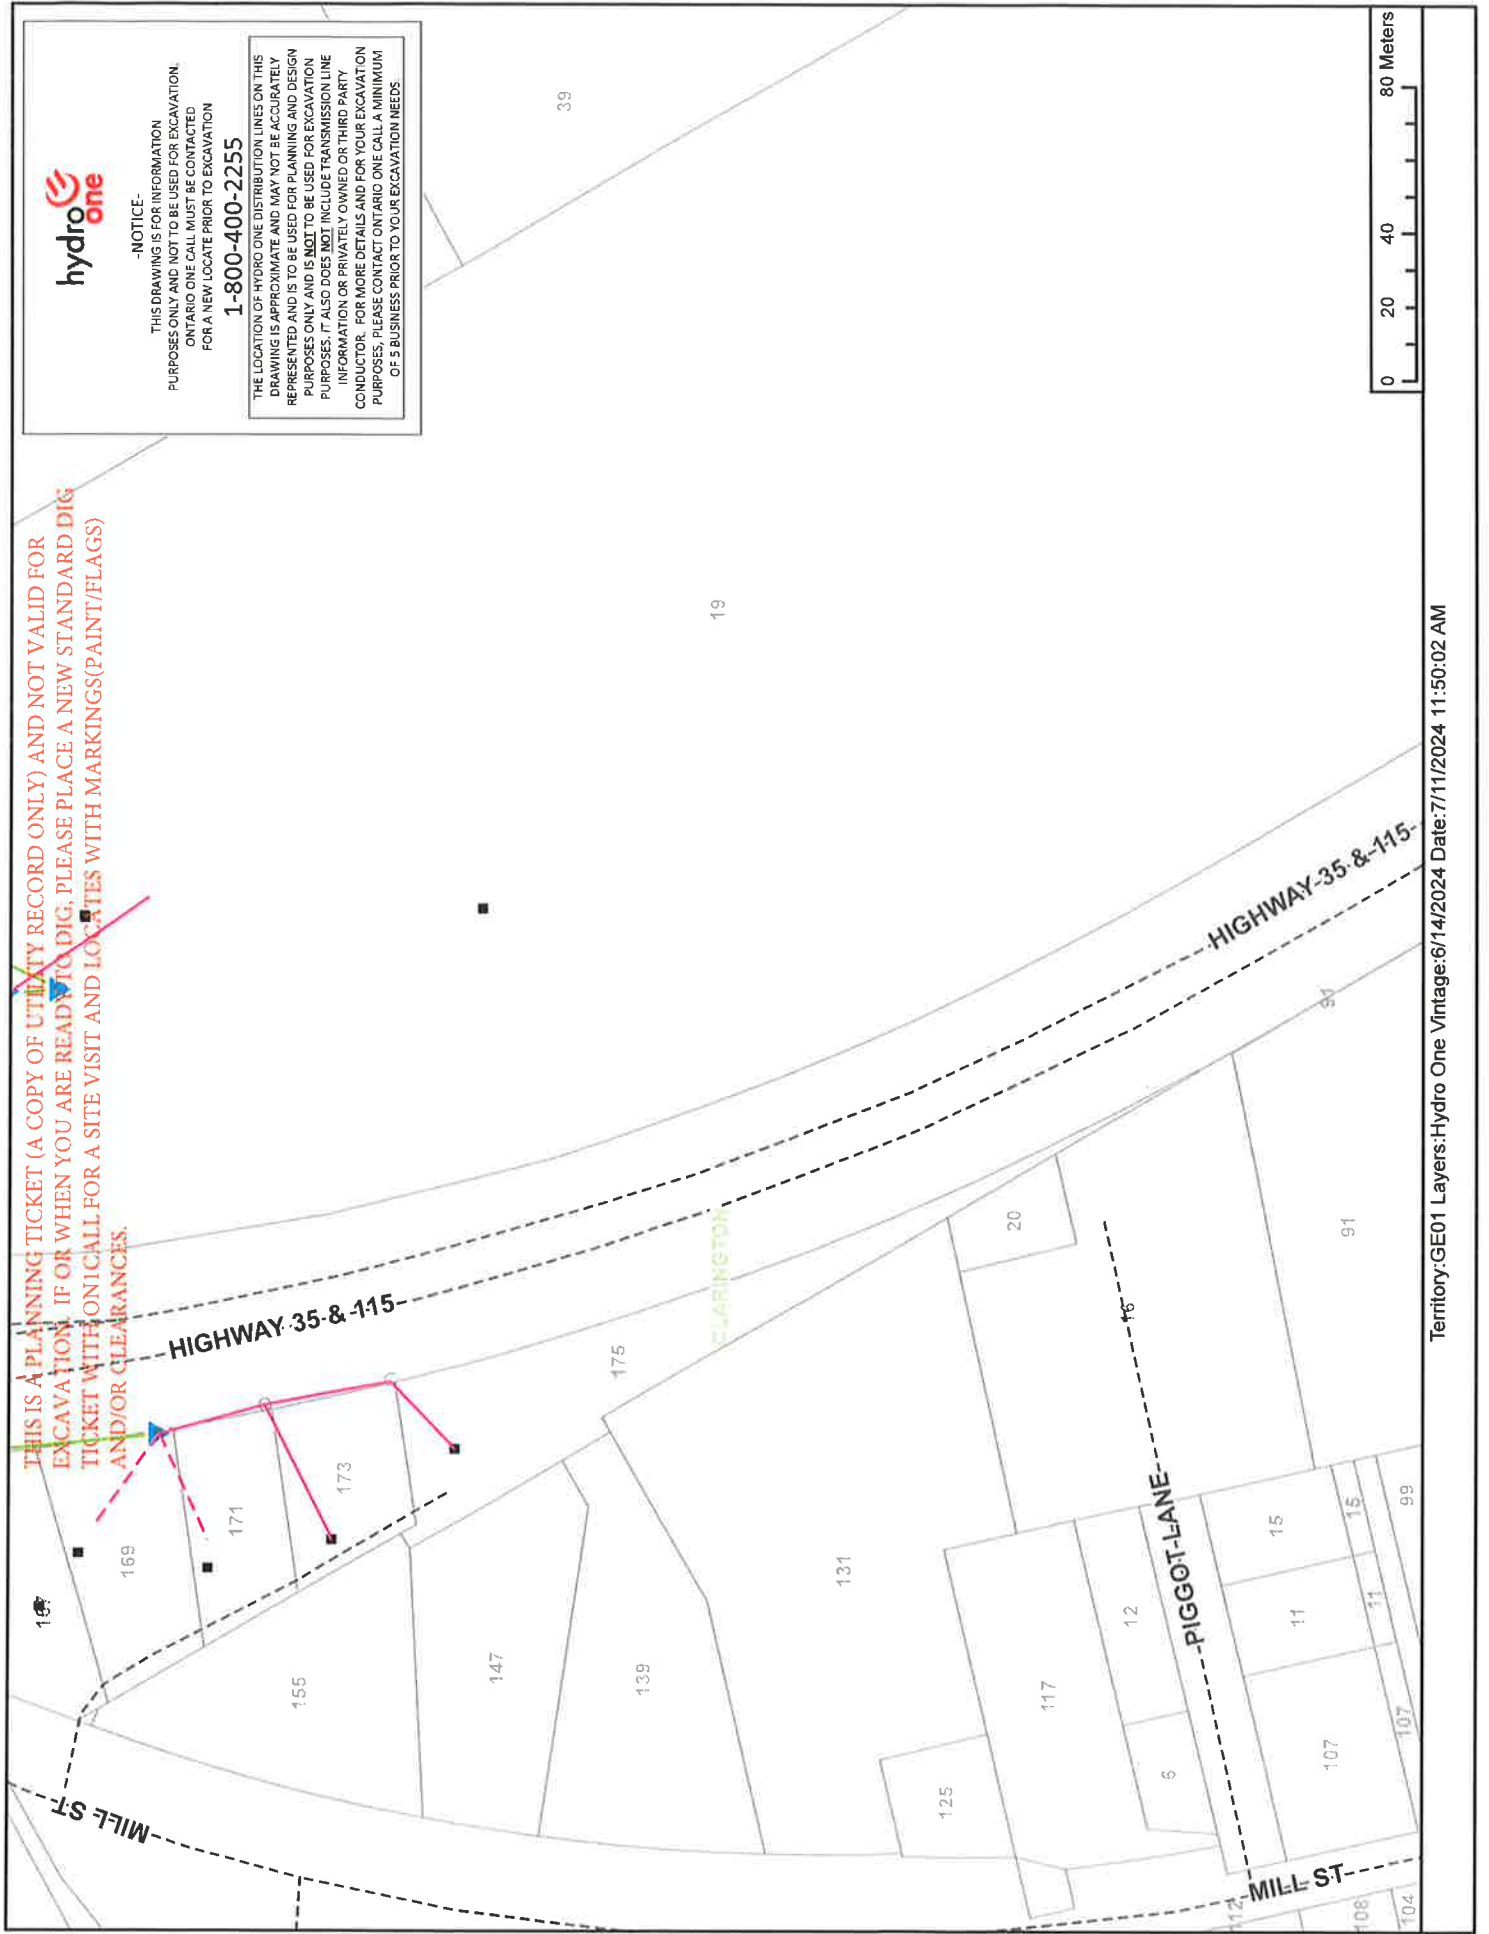 THIS IS A PLANNING TICKET (A COPY OF UTILITY RECORD ONLY) AND NOT VALID FOR
EXCAVATION. IF OR WHEN YOU ARE READY TO DIG, PLEASE PLACE A NEW STANDARD DIG
TICKET WITH ON1CALL FOR A SITE VISIT AND LOCATES WITH MARKINGS(PAINT/FLAGS)
AND/OR CLEARANCES.
hydro
one
-NOTICE-
THIS DRAWING IS FOR INFORMATION
PURPOSES ONLY AND NOT TO BE USED FOR EXCAVATION.
ONTARIO ONE CALL MUST BE CONTACTED
FOR A NEW LOCATE PRIOR TO EXCAVATION
1-800-400-2255
THE LOCATION OF HYDRO ONE DISTRIBUTION LINES ON THIS
DRAWING IS APPROXIMATE AND MAY NOT BE ACCURATELY
REPRESENTED AND IS TO BE USED FOR PLANNING AND DESIGN
PURPOSES ONLY AND IS NOT TO BE USED FOR EXCAVATION
PURPOSES. IT ALSO DOES NOT INCLUDE TRANSMISSION LINE
INFORMATION OR PRIVATELY OWNED OR THIRD PARTY
CONDUCTOR. FOR MORE DETAILS AND FOR YOUR EXCAVATION
PURPOSES, PLEASE CONTACT ONTARIO ONE CALL A MINIMUM
OF 5 BUSINESS PRIOR TO YOUR EXCAVATION NEEDS.
39
19
MILL ST
169
171
173
HIGHWAY 35 & 115
155
147
139
175
CLARINGTON
131
125
117
20
12
6
16
PIGGOT LANE
HIGHWAY 35 & 115
91
91
15
15
11
11
99
107
107
MILL ST
112
108
104
0 20 40 80 Meters
Territory:GE01 Layers:Hydro One Vintage:6/14/2024 Date:7/11/2024 11:50:02 AM